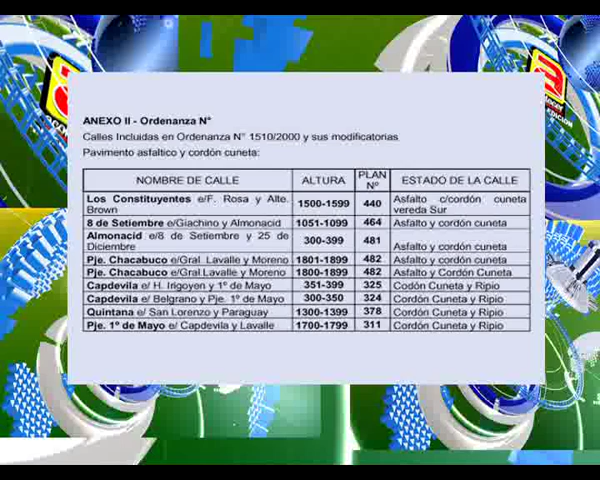 ANEXO II - Ordenanza N°
Calles Incluidas en Ordenanza N° 1510/2000 y sus modificatorias
Pavimento asfaltico y cordón cuneta:
NOMBRE DE CALLE ALTURA PLAN Nº ESTADO DE LA CALLE
Los Constituyentes e/F. Rosa y Alte. Brown 1500-1599 440 Asfalto c/cordón cuneta vereda Sur
8 de Setiembre e/Giachino y Almonacid 1051-1099 464 Asfalto y cordón cuneta
Almonacid e/8 de Setiembre y 25 de Diciembre 300-399 481 Asfalto y cordón cuneta
Pje. Chacabuco e/Gral. Lavalle y Moreno 1801-1899 482 Asfalto y cordón cuneta
Pje. Chacabuco e/Gral.Lavalle y Moreno 1800-1899 482 Asfalto y Cordón Cuneta
Capdevila e/ H. Irigoyen y 1º de Mayo 351-399 325 Codón Cuneta y Ripio
Capdevila e/ Belgrano y Pje. 1º de Mayo 300-350 324 Cordón Cuneta y Ripio
Quintana e/ San Lorenzo y Paraguay 1300-1399 378 Cordón Cuneta y Ripio
Pje. 1º de Mayo e/ Capdevila y Lavalle 1700-1799 311 Cordón Cuneta y Ripio